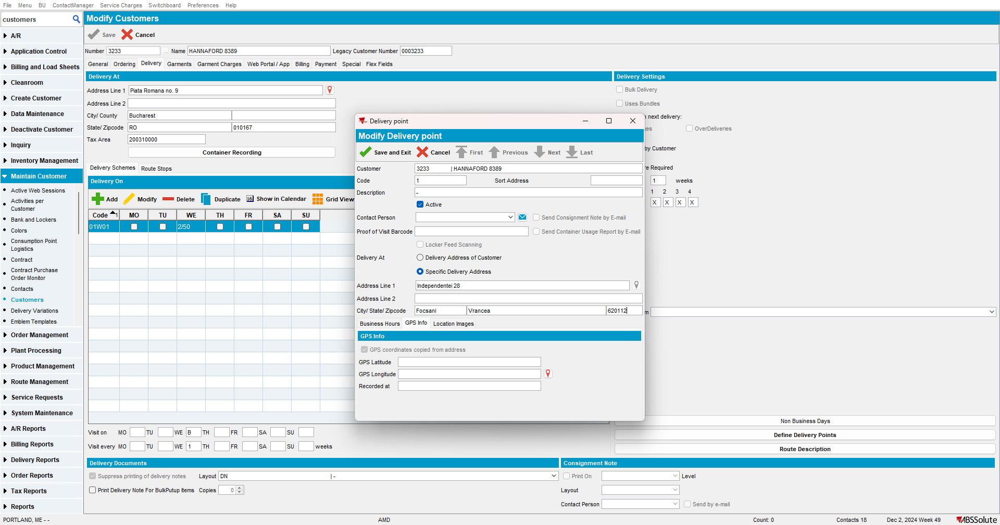 File Menu BU ContactManager Service Charges Switchboard Preferences Help
customers
Modify Customers
Save Cancel
Number 3233 ... Name HANNAFORD 8389 Legacy Customer Number 0003233
General Ordering Delivery Garments Garment Charges Web Portal / App Billing Payment Special Flex Fields
A/R
Application Control
Billing and Load Sheets
Cleanroom
Create Customer
Data Maintenance
Deactivate Customer
Inquiry
Inventory Management
Maintain Customer
Active Web Sessions
Activities per
Customer
Bank and Lockers
Colors
Consumption Point
Logistics
Contract
Contract Purchase
Order Monitor
Contacts
Customers
Delivery Variations
Emblem Templates
Order Management
Plant Processing
Product Management
Route Management
Service Requests
System Maintenance
A/R Reports
Billing Reports
Delivery Reports
Order Reports
Tax Reports
Reports
Delivery At
Address Line 1 Piata Romana no. 9
Address Line 2
City/ County Bucharest
State/ Zipcode RO 010167
Tax Area 200310000
Container Recording
Delivery Schemes Route Stops
Delivery On
Add Modify Delete Duplicate 16 Show in Calendar Grid View
Code 1 MO TU WE TH FR SA SU
01W01 2/50
Visit on MO TU WE B TH FR SA SU
Visit every MO TU WE 1 TH FR SA SU weeks
Delivery Settings
Bulk Delivery
Uses Bundles
n next delivery:
ges OverDeliveries
by Customer
re Required
1 weeks
1 2 3 4
X X X X
m
Non Business Days
Define Delivery Points
Route Description
Delivery point
Modify Delivery point
Save and Exit Cancel First Previous Next Last
Customer 3233 | HANNAFORD 8389
Code 1 Sort Address
Description -
Active
Contact Person Send Consignment Note by E-mail
Proof of Visit Barcode Send Container Usage Report by E-mail
Locker Feed Scanning
Delivery At Delivery Address of Customer
Specific Delivery Address
Address Line 1 Independentei 28
Address Line 2
City/ State/ Zipcode Focsani Vrancea 620112
Business Hours GPS Info Location Images
GPS Info
GPS coordinates copied from address
GPS Latitude
GPS Longitude
Recorded at
Delivery Documents
Suppress printing of delivery notes Layout DN | -
Print Delivery Note For BulkPutup Items Copies 0
Consignment Note
Print On Level
Layout
Contact Person Send by e-mail
PORTLAND, ME - - AMD Count: 0 Contacts 18 Dec 2, 2024 Week 49 ABSSolute